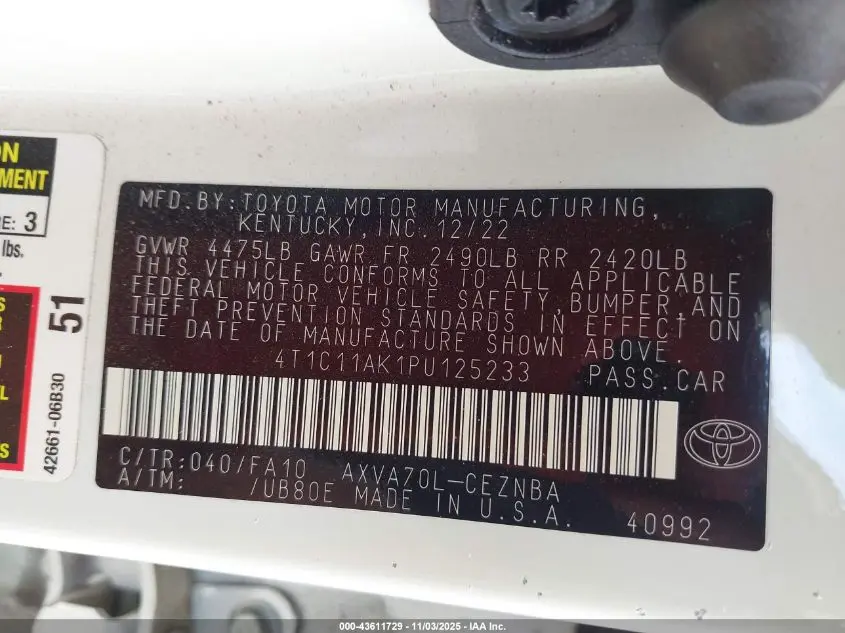 ON
MENT
RE: 3
lbs.
S
R
L
TS
51
42661-06B30
MFD.BY:TOYOTA MOTOR MANUFACTURING,
KENTUCKY, INC. 12/22
GVWR 4475LB GAWR FR 2490LB RR 2420LB
THIS VEHICLE CONFORMS TO ALL APPLICABLE
FEDERAL MOTOR VEHICLE SAFETY, BUMPER, AND
THEFT PREVENTION STANDARDS IN EFFECT ON
THE DATE OF MANUFACTURE SHOWN ABOVE.
4T1C11AK1PU125233 PASS.CAR
C/TR:040/FA10 AXVA70L-CEZNBA
A/TM: /UB80E MADE IN U.S.A.
40992
000-43611729 - 11/03/2025 - IAA Inc.